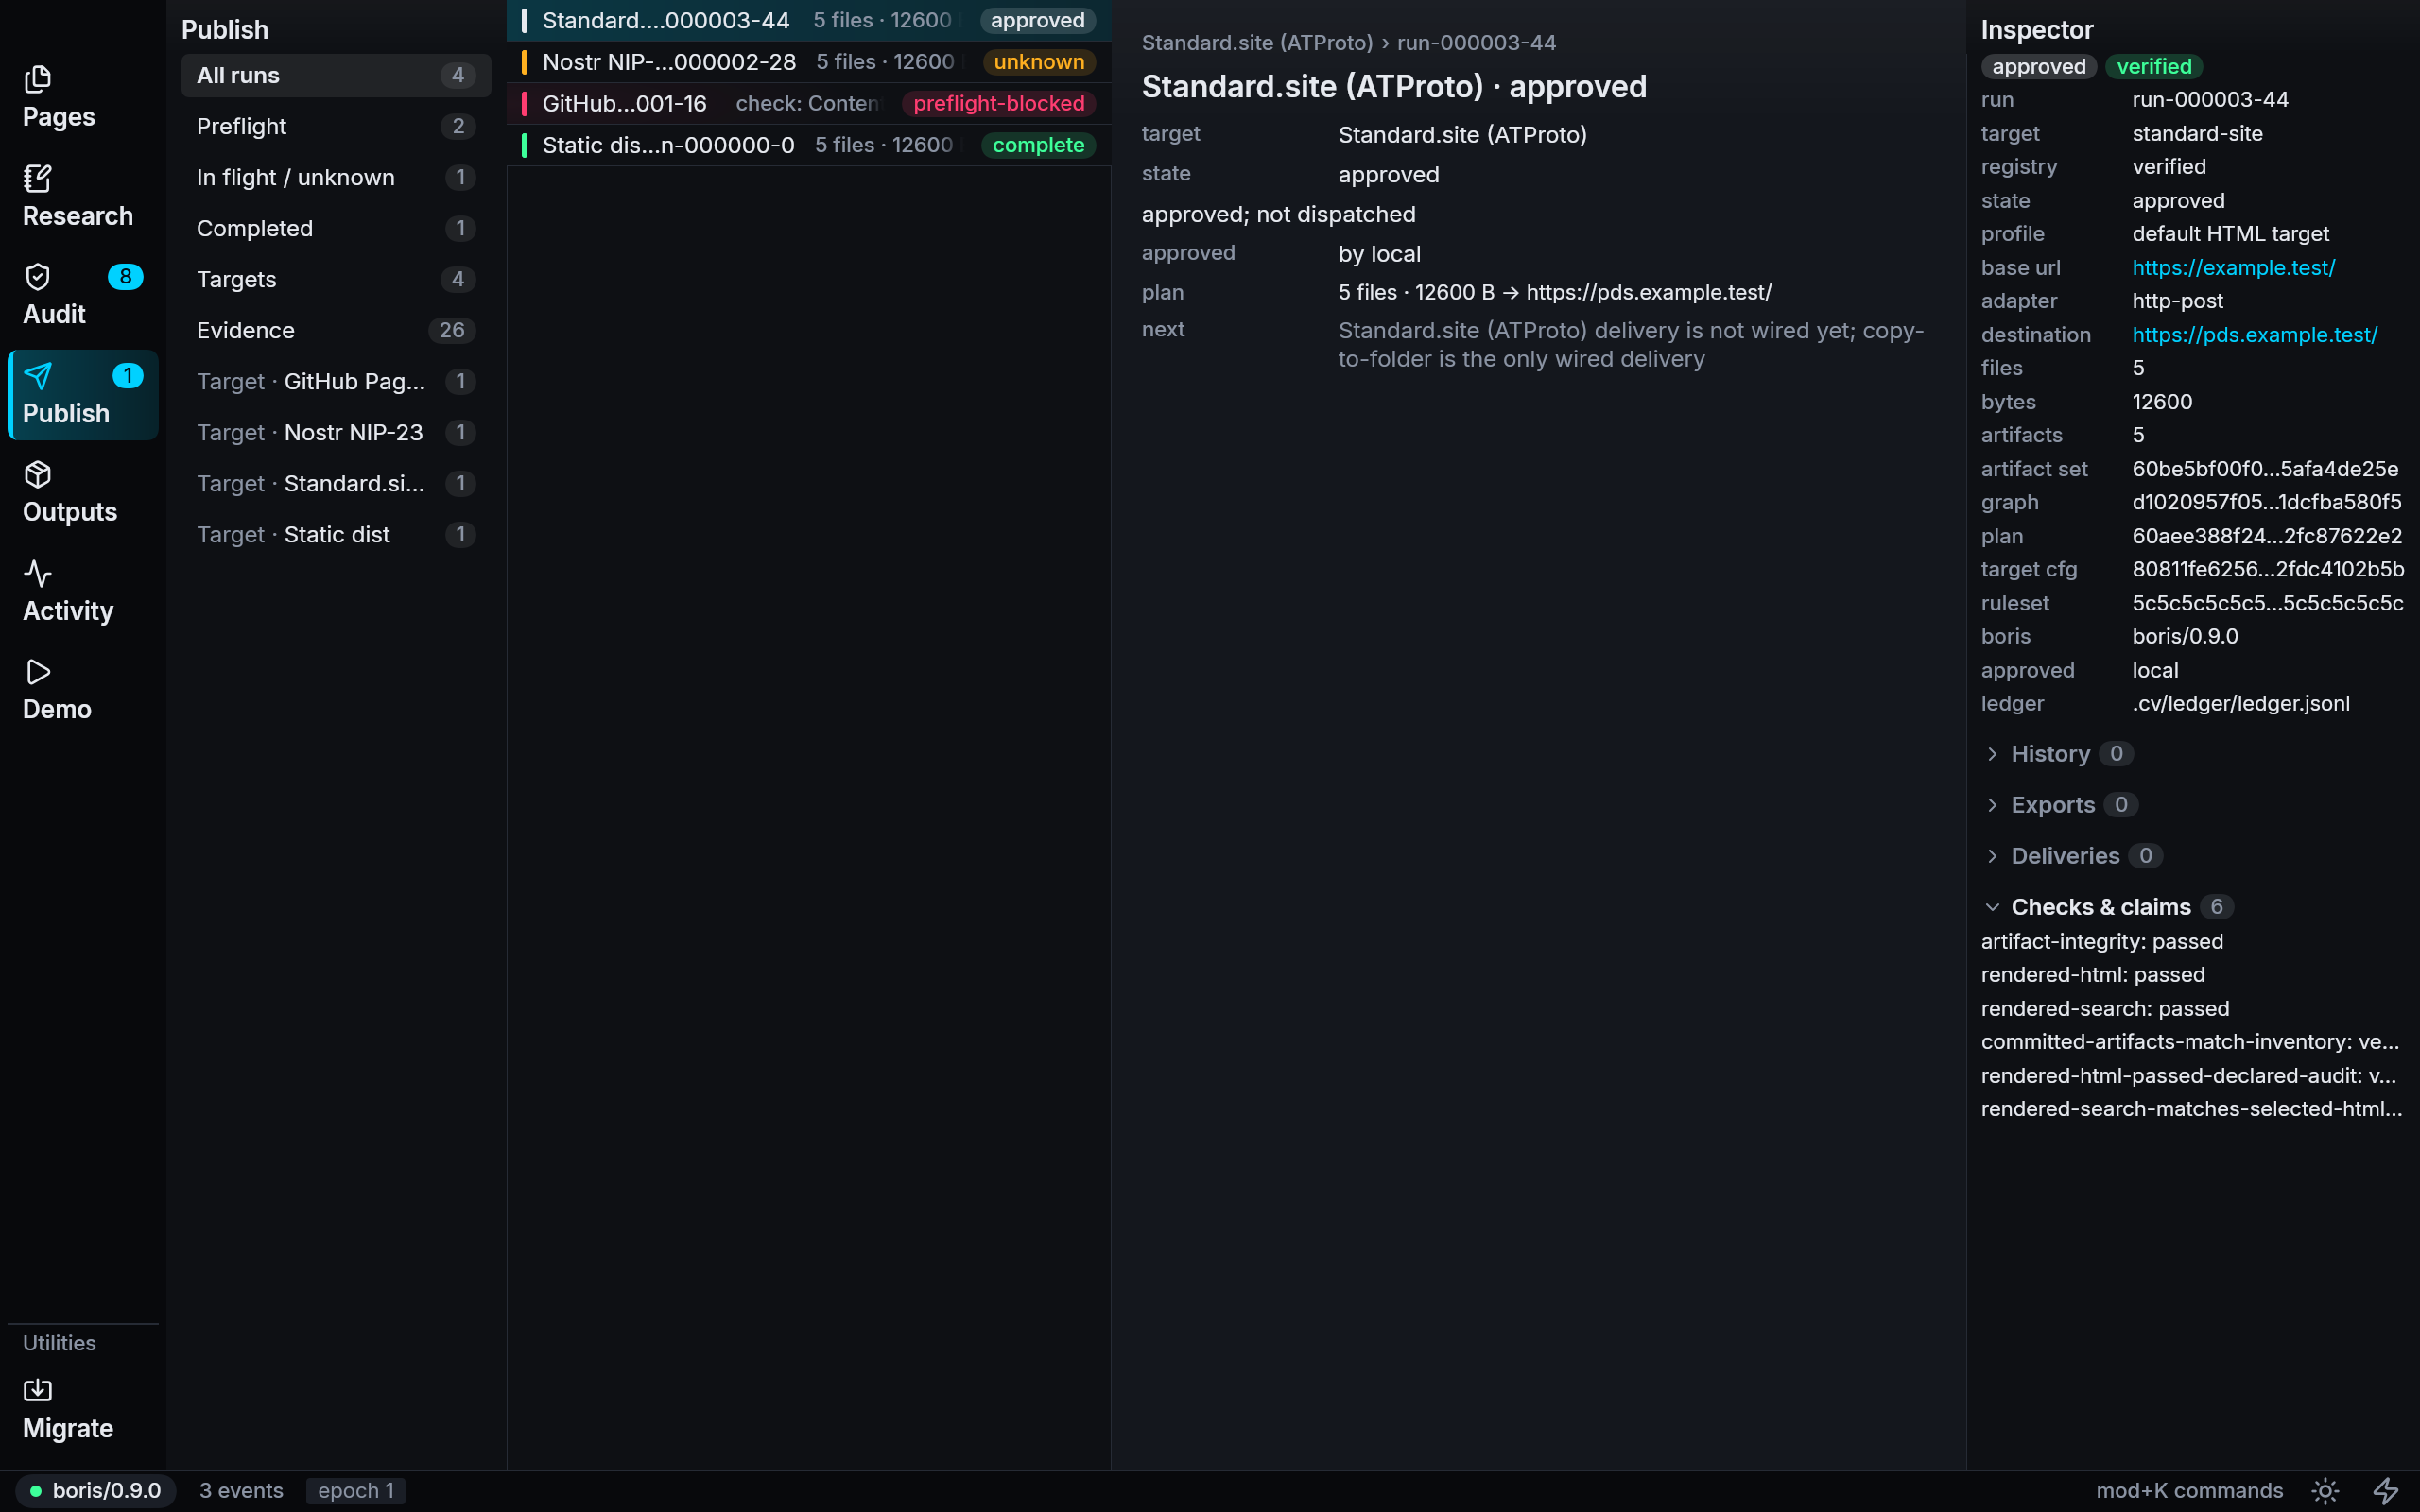 Pages
Research
8
Audit
1
Publish
Outputs
Activity
Demo
Utilities
Migrate
Publish
All runs 4
Preflight 2
In flight / unknown 1
Completed 1
Targets 4
Evidence 26
Target · GitHub Pag... 1
Target · Nostr NIP-23 1
Target · Standard.si... 1
Target · Static dist 1
Standard....000003-44 5 files · 12600 approved
Nostr NIP-...000002-28 5 files · 12600 unknown
GitHub...001-16 check: Conten preflight-blocked
Static dis...n-000000-0 5 files · 12600 complete
Standard.site (ATProto) › run-000003-44
Standard.site (ATProto) · approved
target Standard.site (ATProto)
state approved
approved; not dispatched
approved by local
plan 5 files · 12600 B → https://pds.example.test/
next Standard.site (ATProto) delivery is not wired yet; copy-
to-folder is the only wired delivery
Inspector
approved verified
run run-000003-44
target standard-site
registry verified
state approved
profile default HTML target
base url https://example.test/
adapter http-post
destination https://pds.example.test/
files 5
bytes 12600
artifacts 5
artifact set 60be5bf00f0...5afa4de25e
graph d1020957f05...1dcfba580f5
plan 60aee388f24...2fc87622e2
target cfg 80811fe6256...2fdc4102b5b
ruleset 5c5c5c5c5c5...5c5c5c5c5c
boris boris/0.9.0
approved local
ledger .cv/ledger/ledger.jsonl
History 0
Exports 0
Deliveries 0
Checks & claims 6
artifact-integrity: passed
rendered-html: passed
rendered-search: passed
committed-artifacts-match-inventory: ve...
rendered-html-passed-declared-audit: v...
rendered-search-matches-selected-html...
boris/0.9.0 3 events epoch 1
mod+K commands